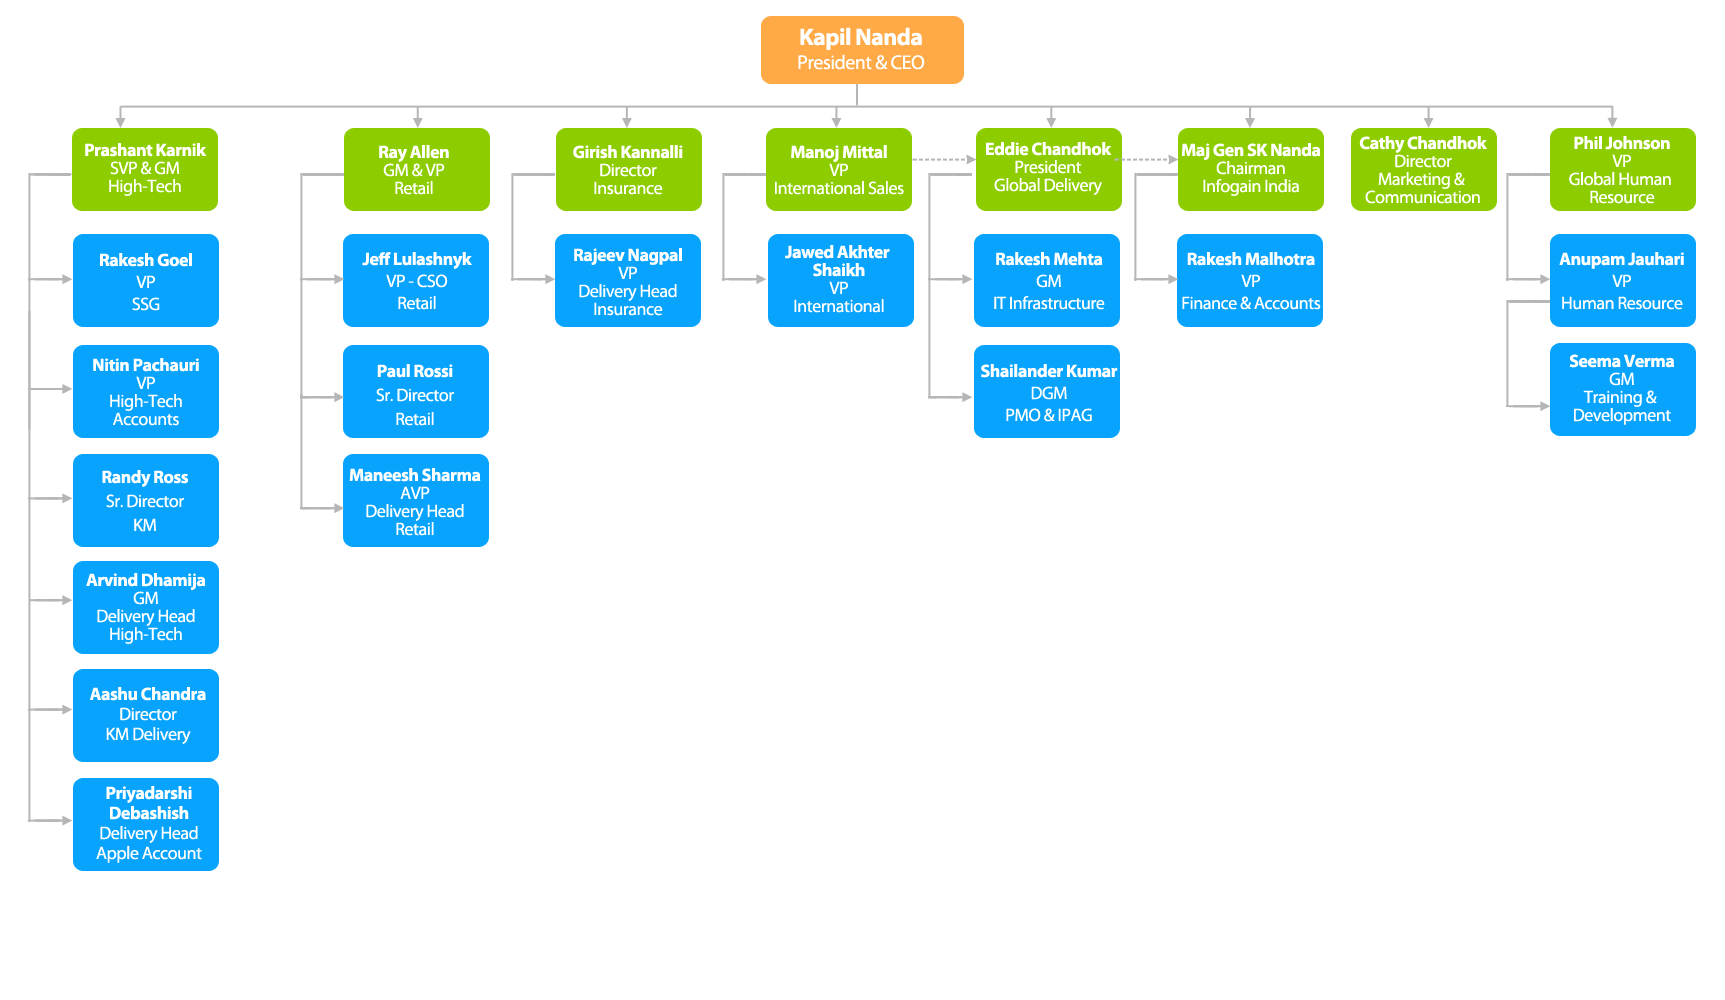 Kapil Nanda
President & CEO
Prashant Karnik
SVP & GM
High-Tech
Ray Allen
GM & VP
Retail
Girish Kannalli
Director
Insurance
Manoj Mittal
VP
International Sales
Eddie Chandhok
President
Global Delivery
Maj Gen SK Nanda
Chairman
Infogain India
Cathy Chandhok
Director
Marketing &
Communication
Phil Johnson
VP
Global Human
Resource
Rakesh Goel
VP
SSG
Jeff Lulashnyk
VP - CSO
Retail
Rajeev Nagpal
VP
Delivery Head
Insurance
Jawed Akhter
Shaikh
VP
International
Rakesh Mehta
GM
IT Infrastructure
Rakesh Malhotra
VP
Finance & Accounts
Anupam Jauhari
VP
Human Resource
Nitin Pachauri
VP
High-Tech
Accounts
Paul Rossi
Sr. Director
Retail
Shailander Kumar
DGM
PMO & IPAG
Seema Verma
GM
Training &
Development
Randy Ross
Sr. Director
KM
Maneesh Sharma
AVP
Delivery Head
Retail
Arvind Dhamija
GM
Delivery Head
High-Tech
Aashu Chandra
Director
KM Delivery
Priyadarshi
Debashish
Delivery Head
Apple Account